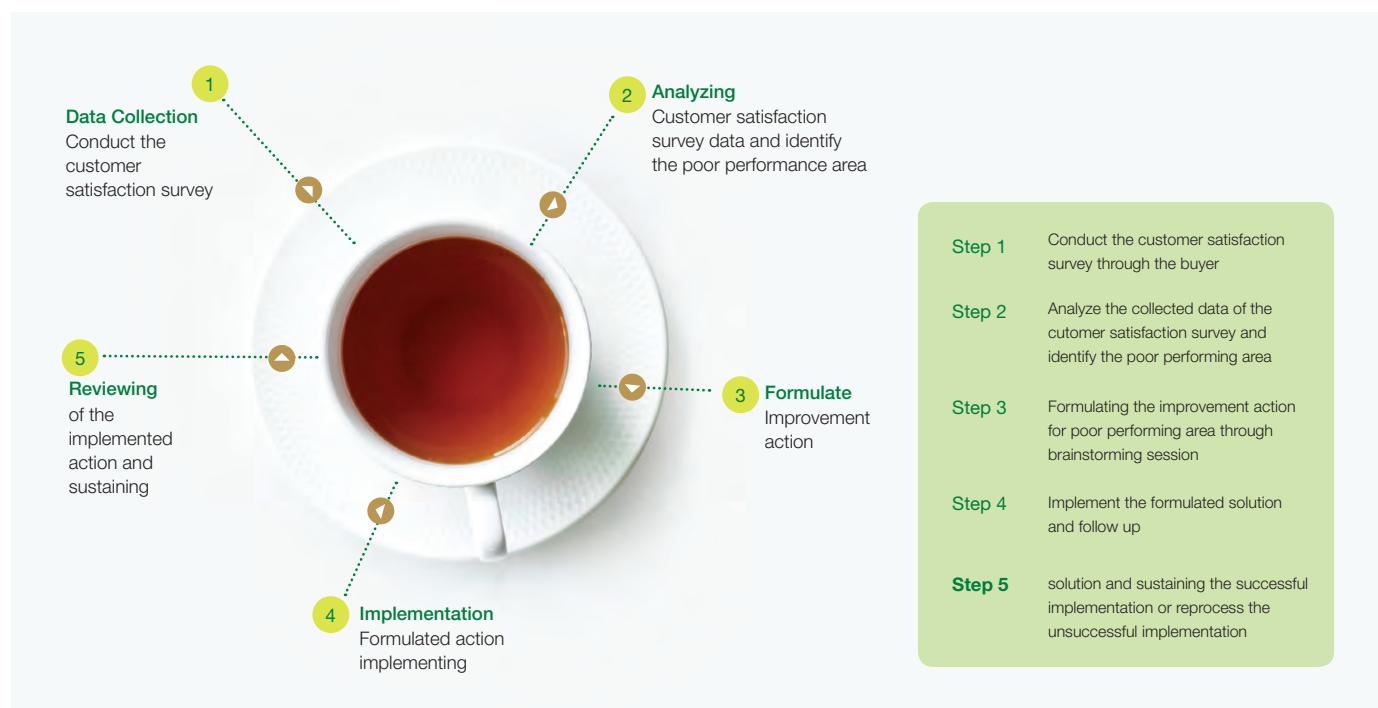 1
Data Collection
Conduct the
customer
satisfaction survey
2
Analyzing
Customer satisfaction
survey data and identify
the poor performance area
3
Formulate
Improvement
action
4
Implementation
Formulated action
implementing
5
Reviewing
of the
implemented
action and
sustaining
Step 1
Conduct the customer satisfaction
survey through the buyer
Step 2
Analyze the collected data of the
cutomer satisfaction survey and
identify the poor performing area
Step 3
Formulating the improvement action
for poor performing area through
brainstorming session
Step 4
Implement the formulated solution
and follow up
Step 5
solution and sustaining the successful
implementation or reprocess the
unsuccessful implementation